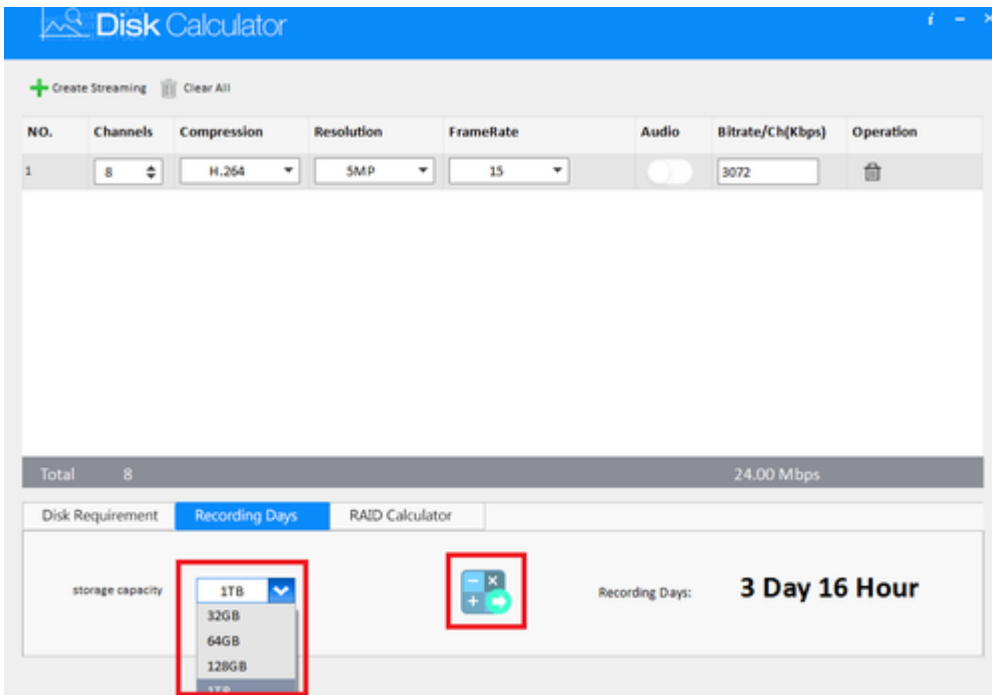 Disk Calculator
Create Streaming Clear All
NO. Channels Compression Resolution FrameRate Audio Bitrate/Ch(Kbps) Operation
1 8 H.264 5MP 15 3072
Total 8 24.00 Mbps
Disk Requirement Recording Days RAID Calculator
storage capacity 1TB Recording Days: 3 Day 16 Hour
32GB
64GB
128GB
1TB